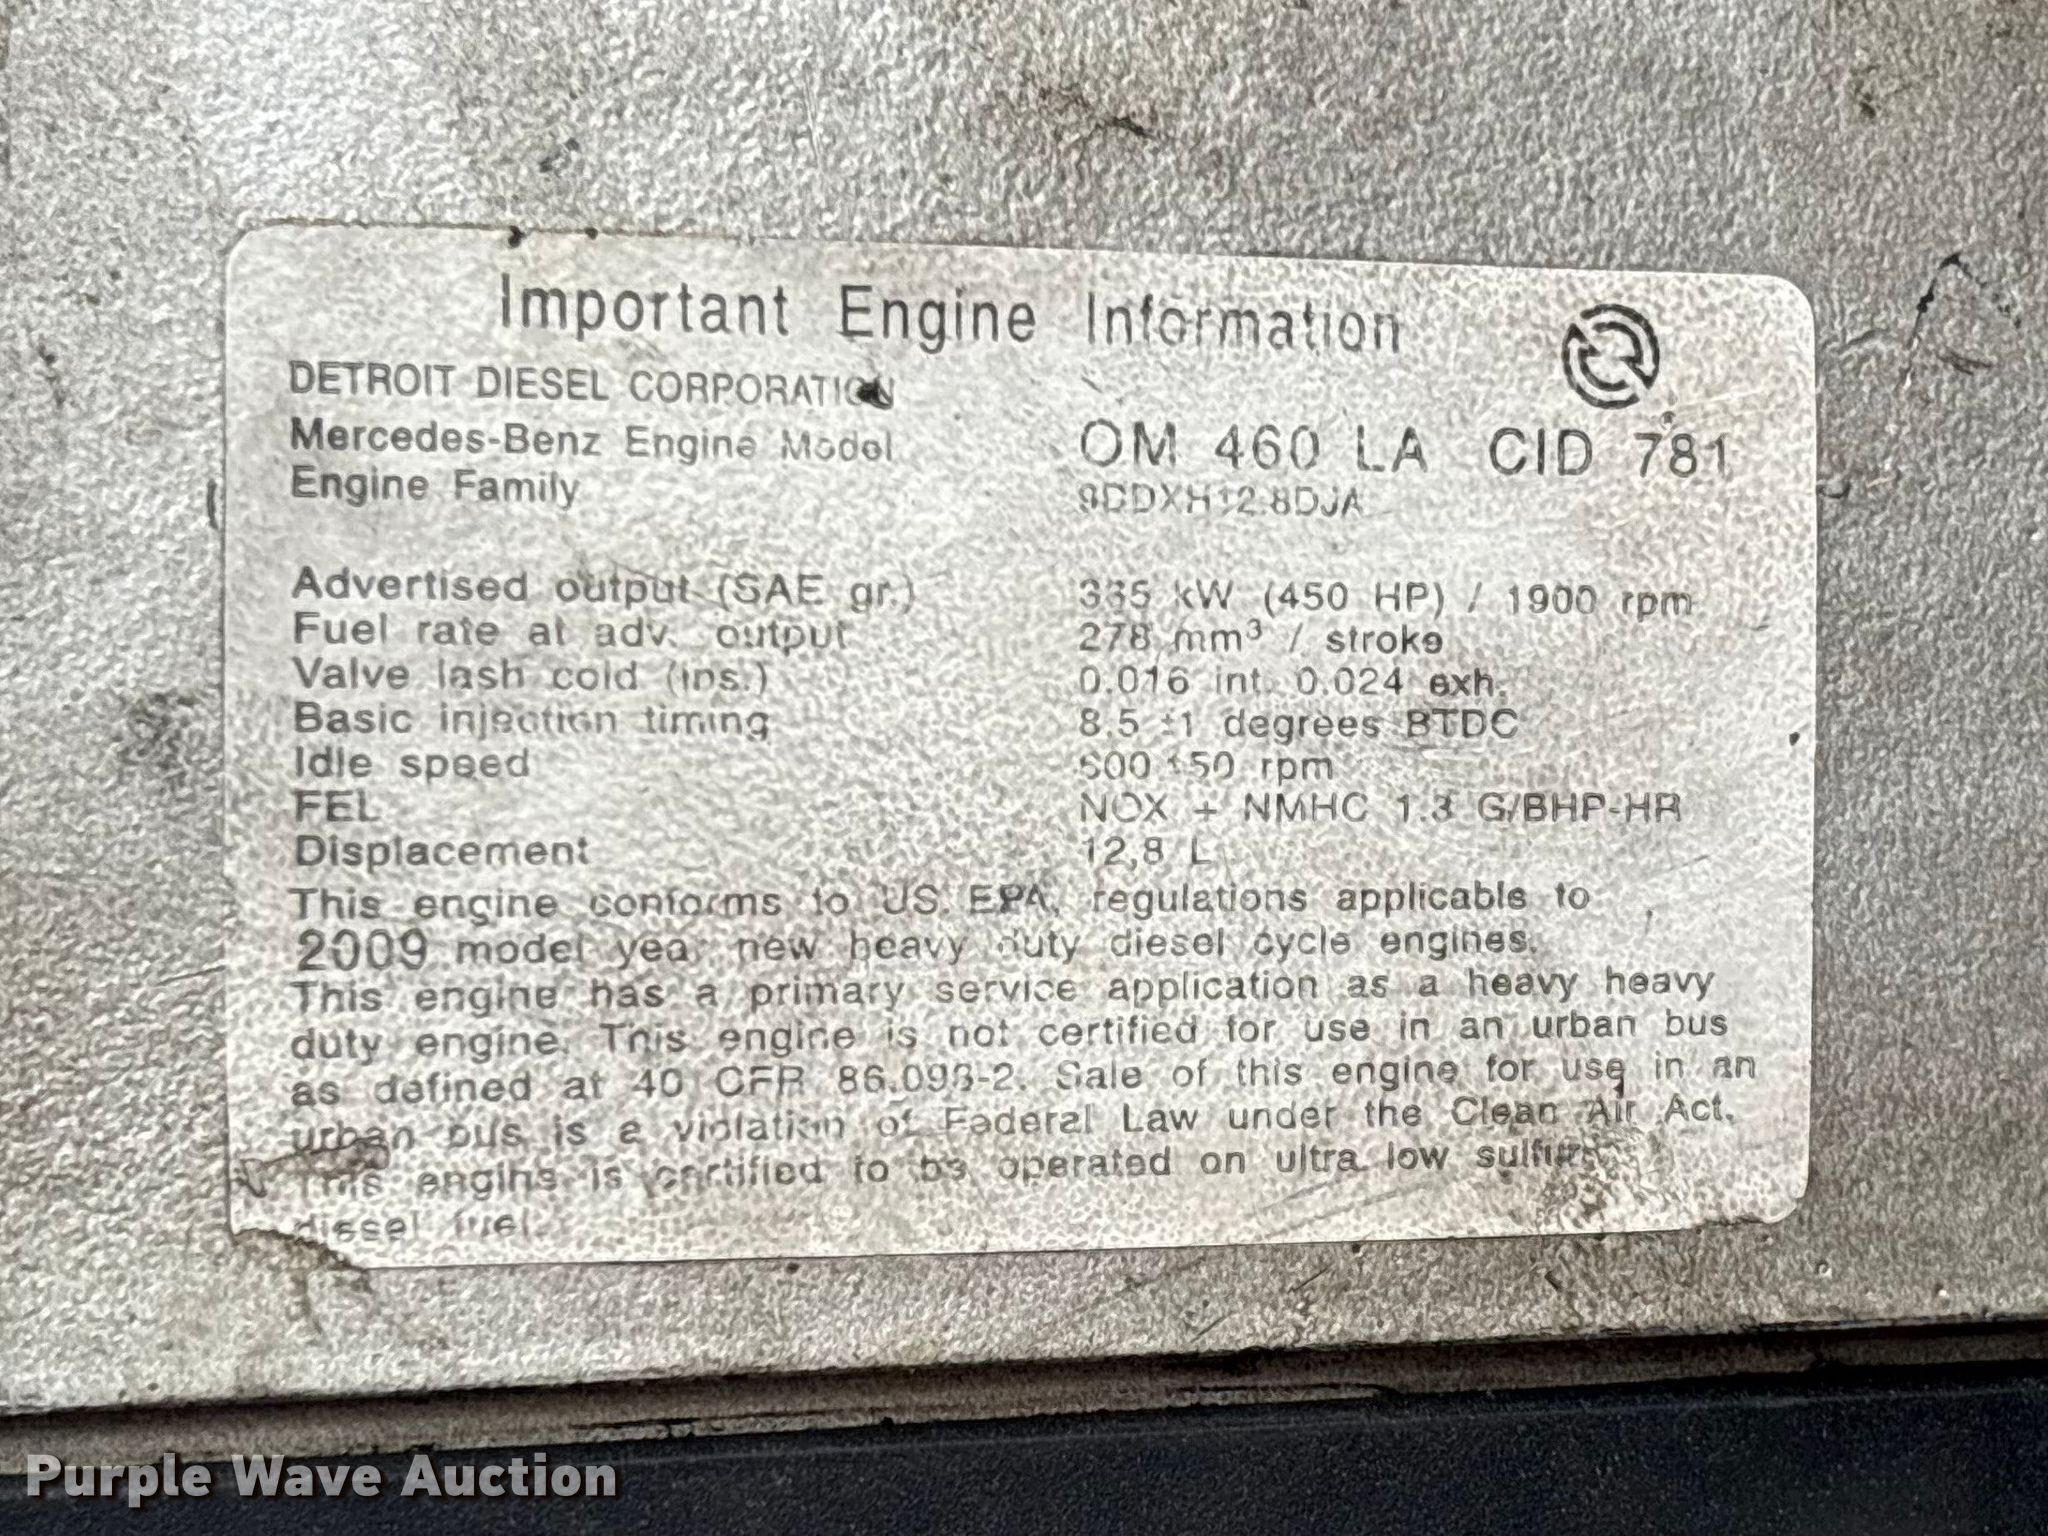 Important Engine Information
DETROIT DIESEL CORPORATION
Mercedes-Benz Engine Model OM 460 LA CID 781
Engine Family 9DDXH12.8DJA
Advertised output (SAE gr.) 335 kW (450 HP) / 1900 rpm
Fuel rate at adv. output 278 mm³ / stroke
Valve lash cold (ins.) 0.016 int. 0.024 exh.
Basic injection timing 8.5 ±1 degrees BTDC
Idle speed 600 ±50 rpm
FEL NOX + NMHC 1.3 G/BHP-HR
Displacement 12,8 L
This engine conforms to US. EPA. regulations applicable to
2009 model year new heavy duty diesel cycle engines.
This engine has a primary service application as a heavy heavy
duty engine. This engine is not certified for use in an urban bus
as defined at 40 CFR 86.093-2. Sale of this engine for use in an
urban bus is a violation of Federal Law under the Clean Air Act.
This engine is certified to be operated on ultra low sulfur
diesel fuel.
Purple Wave Auction